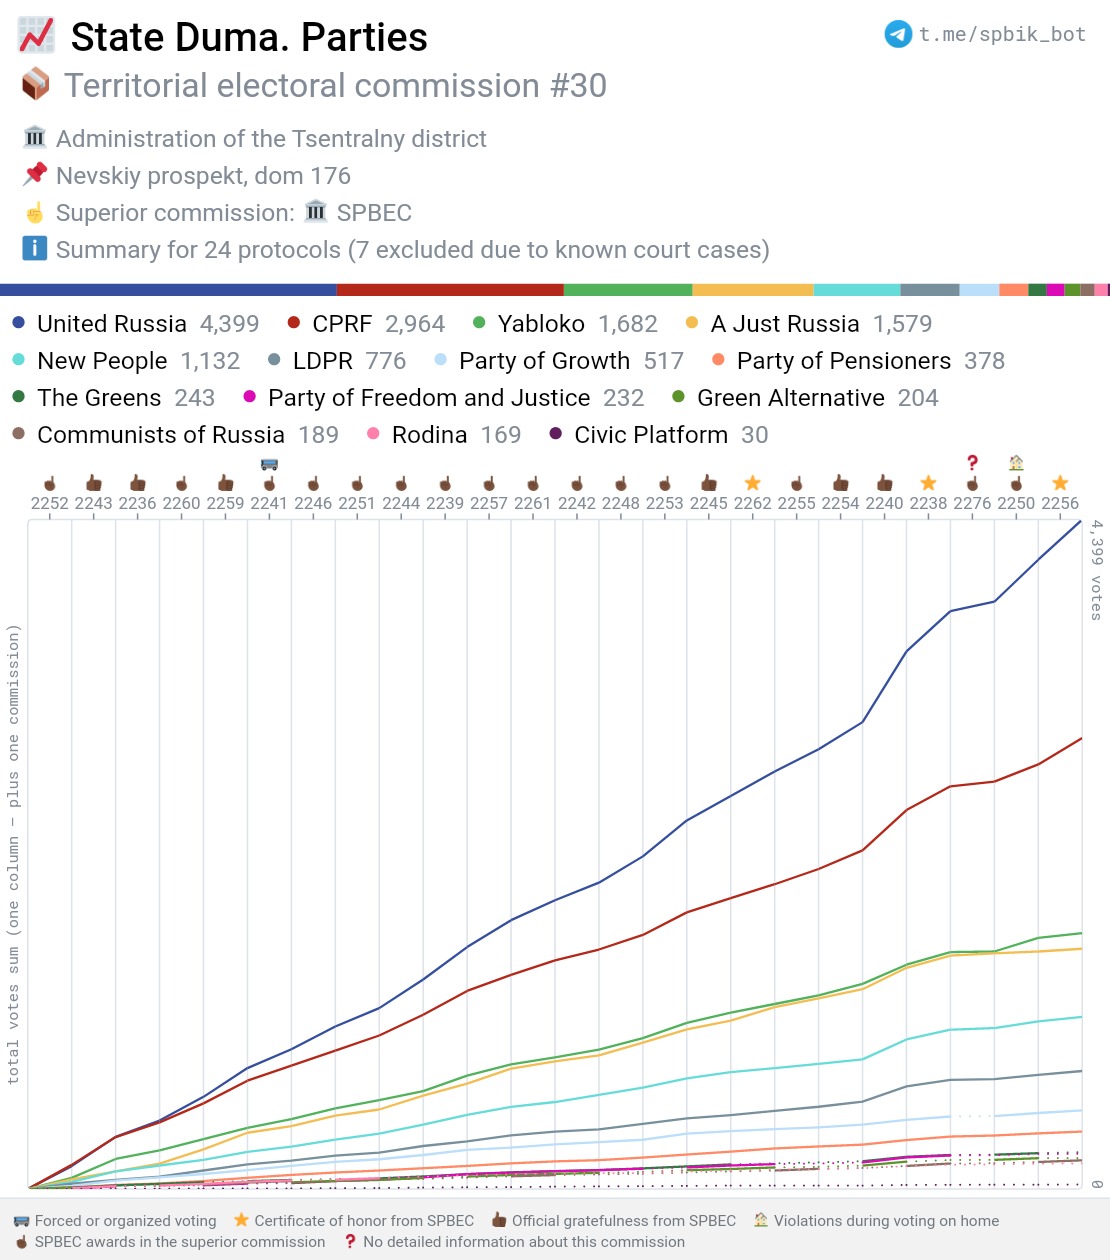 State Duma. Parties
t.me/spbik_bot
Territorial electoral commission #30
Administration of the Tsentralny district
Nevskiy prospekt, dom 176
Superior commission: SPBEC
Summary for 24 protocols (7 excluded due to known court cases)
United Russia 4,399 CPRF 2,964 Yabloko 1,682 A Just Russia 1,579
New People 1,132 LDPR 776 Party of Growth 517 Party of Pensioners 378
The Greens 243 Party of Freedom and Justice 232 Green Alternative 204
Communists of Russia 189 Rodina 169 Civic Platform 30
2252 2243 2236 2260 2259 2241 2246 2251 2244 2239 2257 2261 2242 2248 2253 2245 2262 2255 2254 2240 2238 2276 2250 2256
total votes sum (one column — plus one commission)
4,399 votes
0
Forced or organized voting Certificate of honor from SPBEC Official gratefulness from SPBEC Violations during voting on home
SPBEC awards in the superior commission No detailed information about this commission